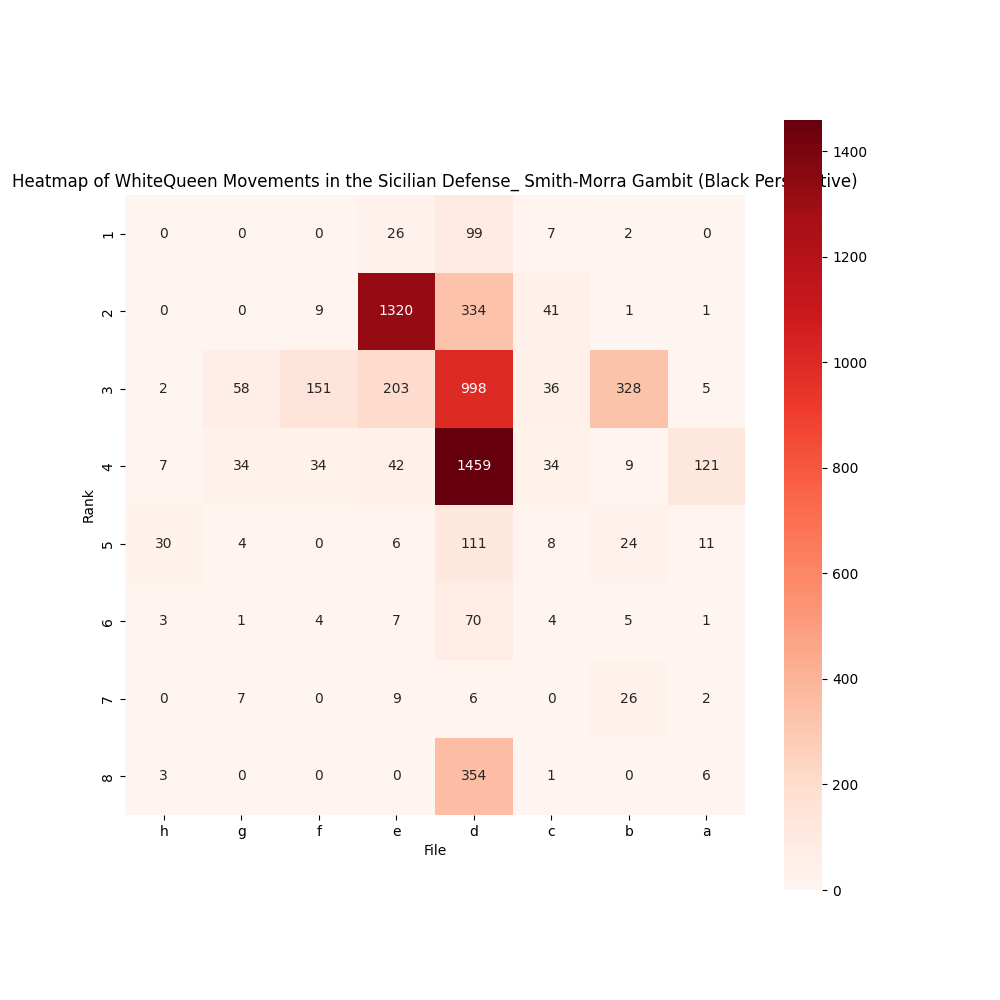 Heatmap of WhiteQueen Movements in the Sicilian Defense_ Smith-Morra Gambit (Black Perspective)
Rank
1 0 0 0 26 99 7 2 0
2 0 0 9 1320 334 41 1 1
3 2 58 151 203 998 36 328 5
4 7 34 34 42 1459 34 9 121
5 30 4 0 6 111 8 24 11
6 3 1 4 7 70 4 5 1
7 0 7 0 9 6 0 26 2
8 3 0 0 0 354 1 0 6
h g f e d c b a
File
1400
1200
1000
800
600
400
200
0